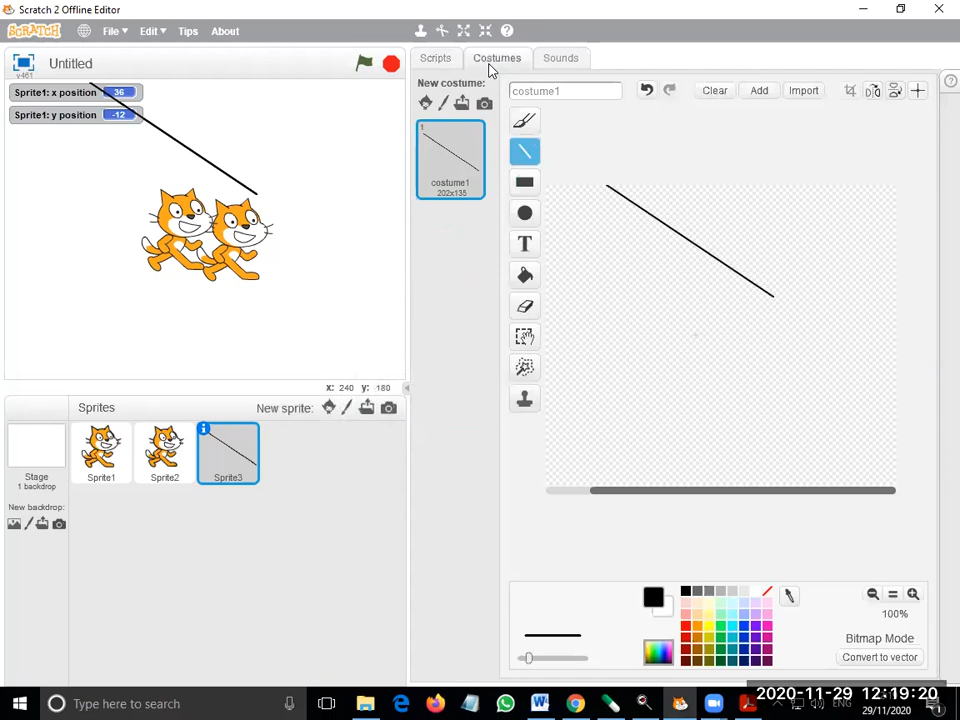 Scratch 2 Offline Editor
SCRATCH File Edit Tips About
v461
Untitled
Sprite1: x position 36
Sprite1: y position -12
x: 240 y: 180
Scripts Costumes Sounds
New costume:
1
costume1
202x135
costume1
Clear Add Import
T
100%
Bitmap Mode
Convert to vector
Sprites New sprite:
Stage
1 backdrop
New backdrop:
Sprite1
Sprite2
Sprite3
Type here to search
ENG
2020-11-29 12:19:20
29/11/2020